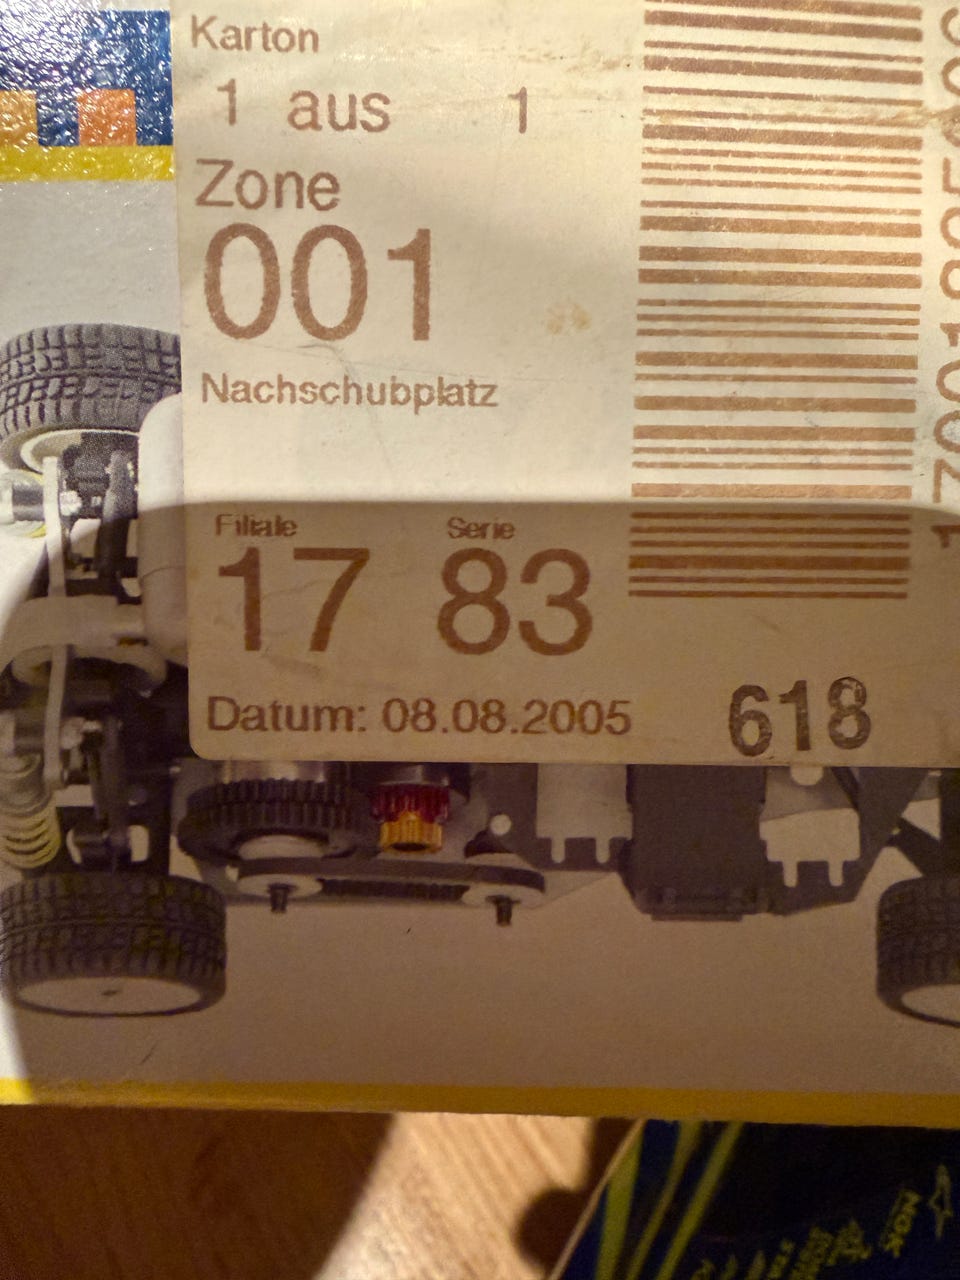 Karton
1 aus 1
Zone
001
Nachschubplatz
Filiale Serie
17 83
Datum: 08.08.2005 618